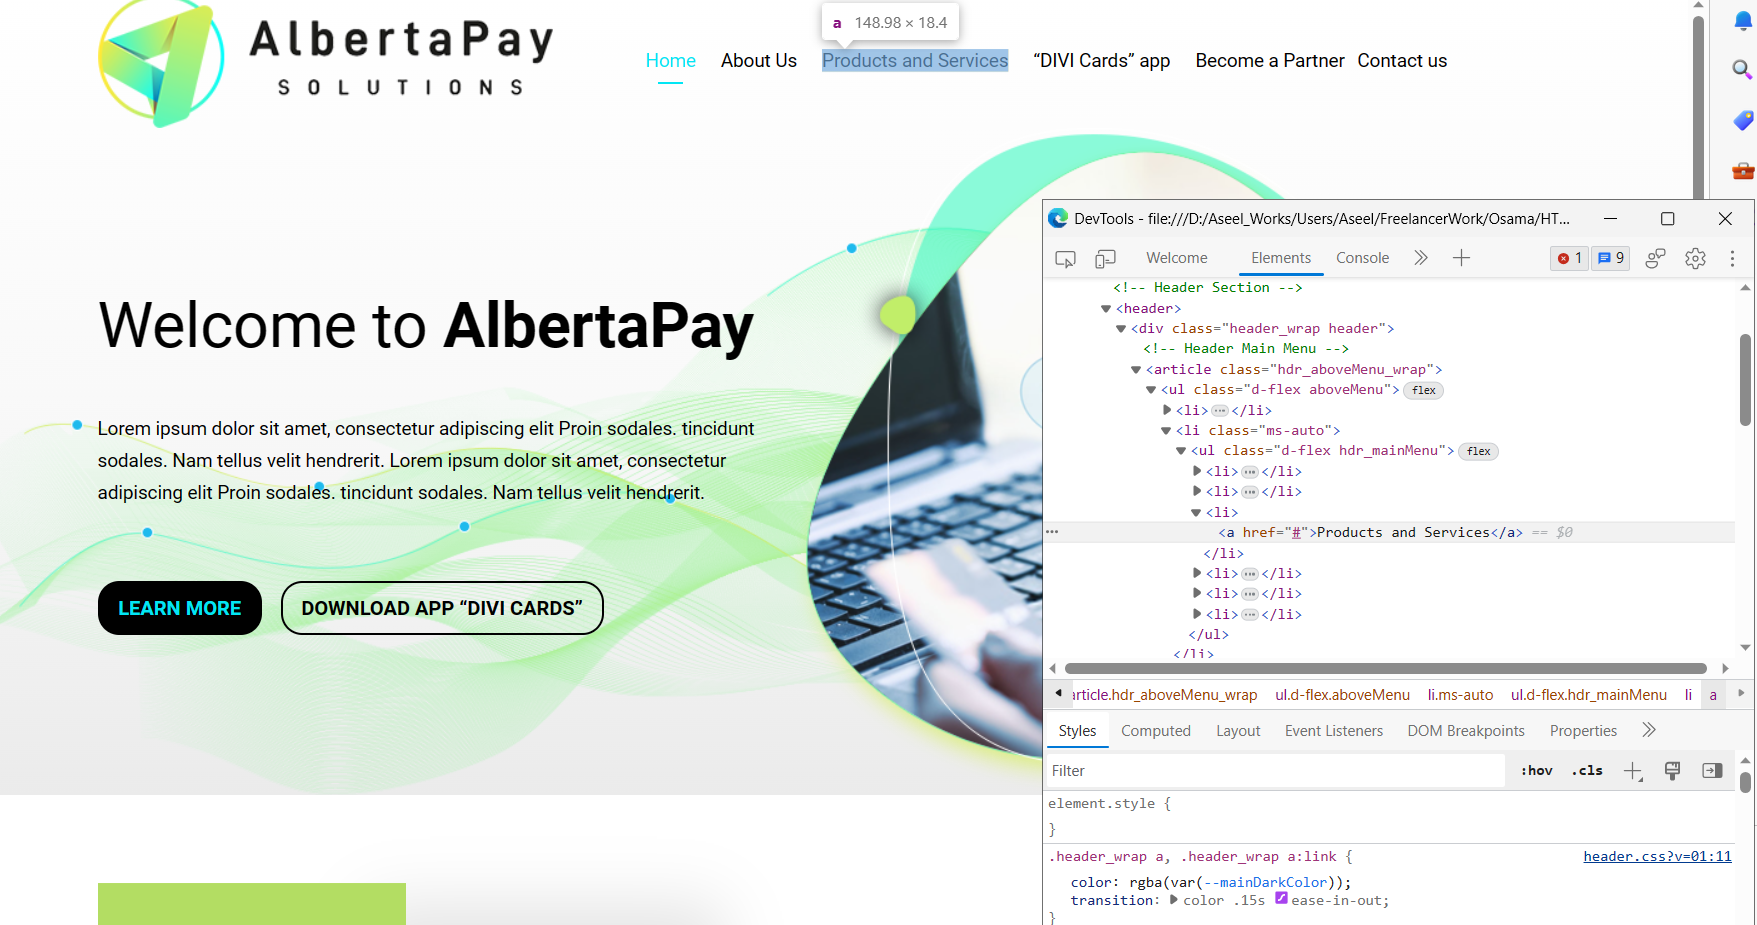 AlbertaPay
SOLUTIONS
a 148.98 × 18.4
Home About Us Products and Services “DIVI Cards” app Become a Partner Contact us
Welcome to AlbertaPay
Lorem ipsum dolor sit amet, consectetur adipiscing elit Proin sodales. tincidunt
sodales. Nam tellus velit hendrerit. Lorem ipsum dolor sit amet, consectetur
adipiscing elit Proin sodales. tincidunt sodales. Nam tellus velit hendrerit.
LEARN MORE DOWNLOAD APP “DIVI CARDS”
DevTools - file:///D:/Aseel_Works/Users/Aseel/FreelancerWork/Osama/HT...
Welcome Elements Console 1 9
<!-- Header Section -->
<header>
<div class="header_wrap header">
<!-- Header Main Menu -->
<article class="hdr_aboveMenu_wrap">
<ul class="d-flex aboveMenu"> flex
<li>…</li>
<li class="ms-auto">
<ul class="d-flex hdr_mainMenu"> flex
<li>…</li>
<li>…</li>
<li>
… <a href="#">Products and Services</a> == $0
</li>
<li>…</li>
<li>…</li>
<li>…</li>
</ul>
</li>
article.hdr_aboveMenu_wrap ul.d-flex.aboveMenu li.ms-auto ul.d-flex.hdr_mainMenu li a
Styles Computed Layout Event Listeners DOM Breakpoints Properties
Filter :hov .cls
element.style {
}
.header_wrap a, .header_wrap a:link { header.css?v=01:11
color: rgba(var(--mainDarkColor));
transition: color .15s ease-in-out;
}